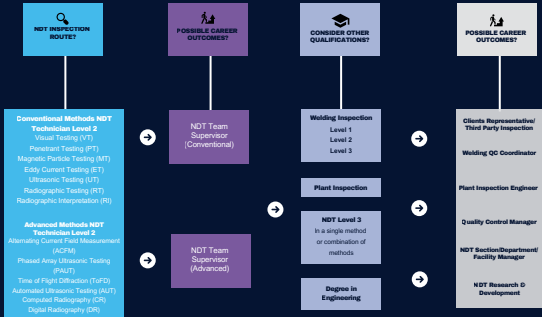 NDT INSPECTION
ROUTE?
POSSIBLE CAREER
OUTCOMES?
CONSIDER OTHER
QUALIFICATIONS?
POSSIBLE CAREER
OUTCOMES?
Conventional Methods NDT
Technician Level 2
Visual Testing (VT)
Penetrant Testing (PT)
Magnetic Particle Testing (MT)
Eddy Current Testing (ET)
Ultrasonic Testing (UT)
Radiographic Testing (RT)
Radiographic Interpretation (RI)
Advanced Methods NDT
Technician Level 2
Alternating Current Field Measurement
(ACFM)
Phased Array Ultrasonic Testing
(PAUT)
Time of Flight Diffraction (ToFD)
Automated Ultrasonic Testing (AUT)
Computed Radiography (CR)
Digital Radiography (DR)
NDT Team
Supervisor
(Conventional)
NDT Team
Supervisor
(Advanced)
Welding Inspection
Level 1
Level 2
Level 3
Plant Inspection
NDT Level 3
In a single method
or combination of
methods
Degree in
Engineering
Clients Representative/
Third Party Inspection
Welding QC Coordinator
Plant Inspection Engineer
Quality Control Manager
NDT Section/Department/
Facility Manager
NDT Research &
Development